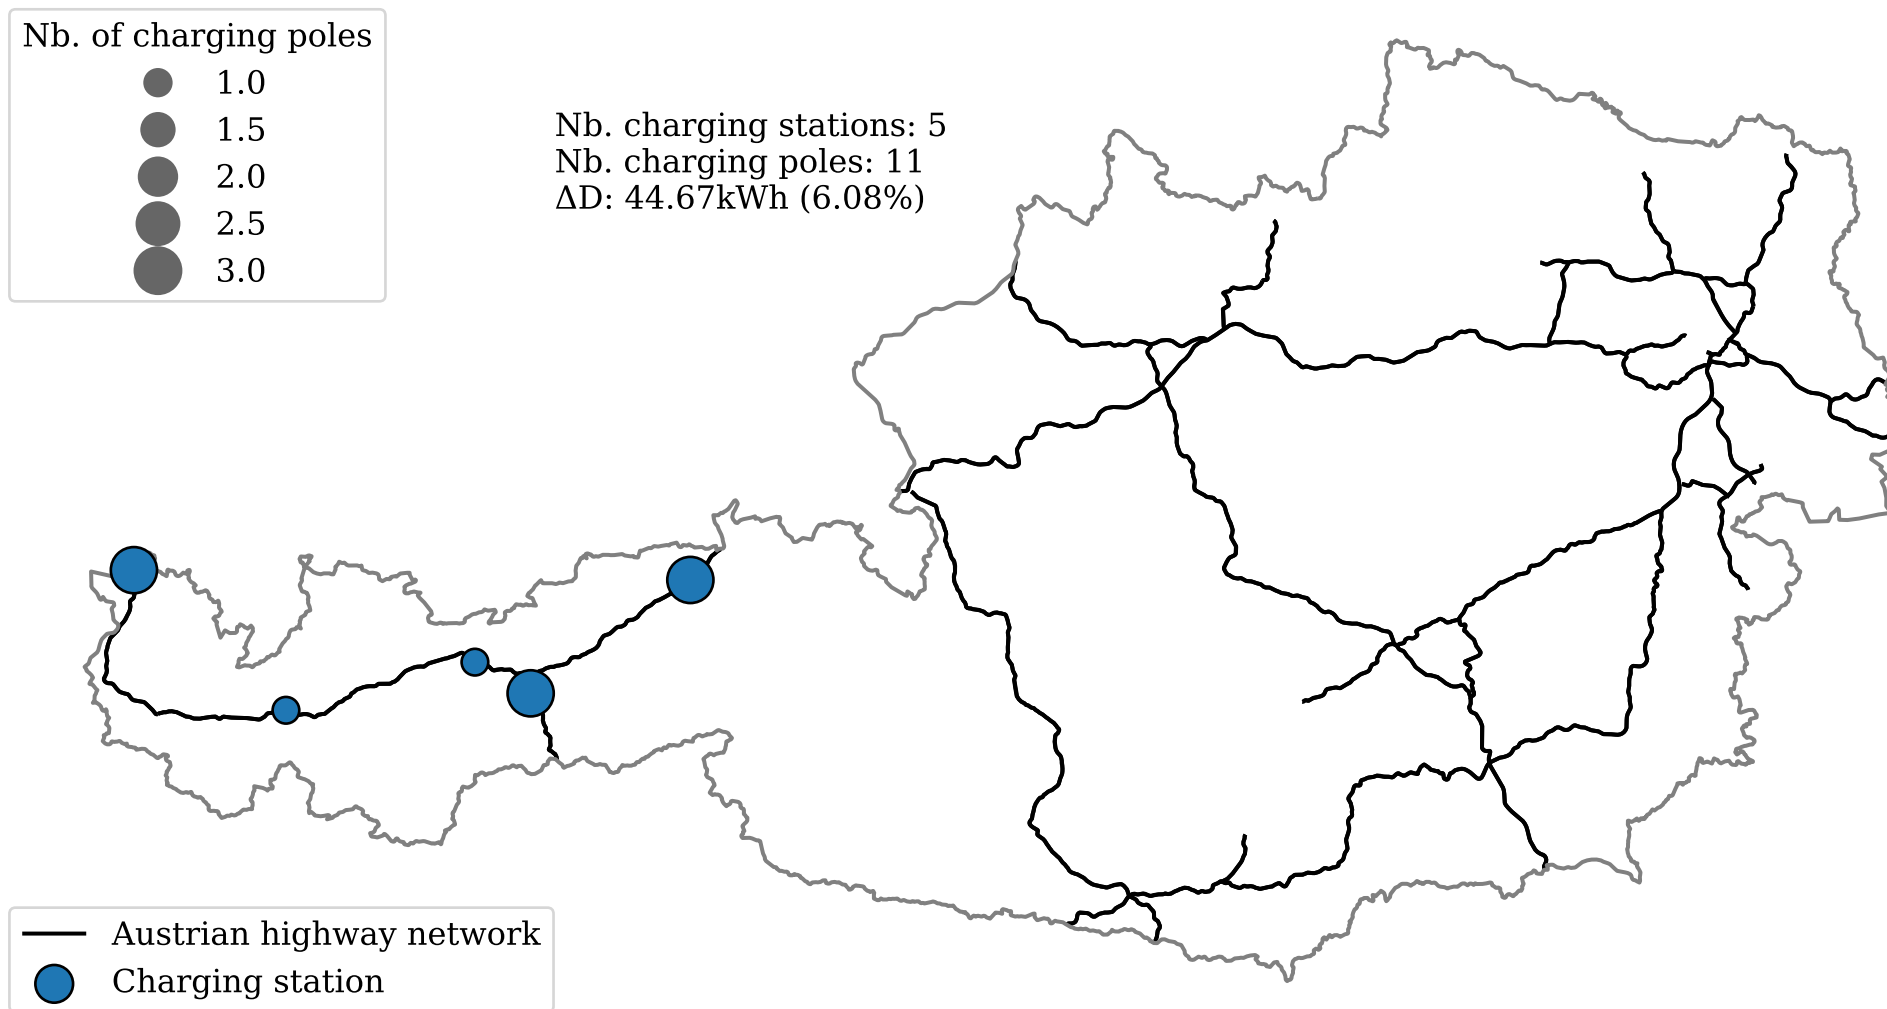 Nb. of charging poles
1.0
1.5
2.0
2.5
3.0
Nb. charging stations: 5
Nb. charging poles: 11
ΔD: 44.67kWh (6.08%)
Austrian highway network
Charging station